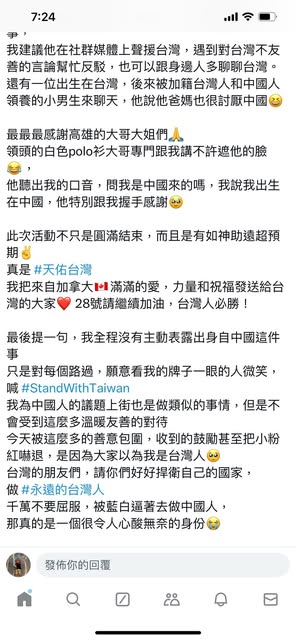 7:24
事，
我建議他在社群媒體上聲援台灣，遇到對台灣不友
善的言論幫忙反駁，也可以跟身邊人多聊聊台灣。
還有一位出生在台灣，後來被加籍台灣人和中國人
領養的小男生來聊天，他說他爸媽也很討厭中國😆
最最最感謝高雄的大哥大姐們🙏
領頭的白色polo衫大哥專門跟我講不許遮他的臉
😂，
他聽出我的口音，問我是中國來的嗎，我說我出生
在中國，他特別跟我握手感謝🥹
此次活動不只是圓滿結束，而且是有如神助遠超預
期✌️
真是 #天佑台灣
我把來自加拿大🇨🇦滿滿的愛，力量和祝福發送給台
灣的大家❤️ 28號請繼續加油，台灣人必勝！
最後提一句，我全程沒有主動表露出身自中國這件
事
只是對每個路過，願意看我的牌子一眼的人微笑，
喊 #StandWithTaiwan
我為中國人的議題上街也是做類似的事情，但是不
會受到這麼多溫暖友善的對待
今天被這麼多的善意包圍，收到的鼓勵甚至把小粉
紅嚇退，是因為大家以為我是台灣人🥹
台灣的朋友們，請你們好好捍衛自己的國家，
做 #永遠的台灣人
千萬不要屈服，被藍白逼著去做中國人，
那真的是一個很令人心酸無奈的身份😭
發佈你的回覆